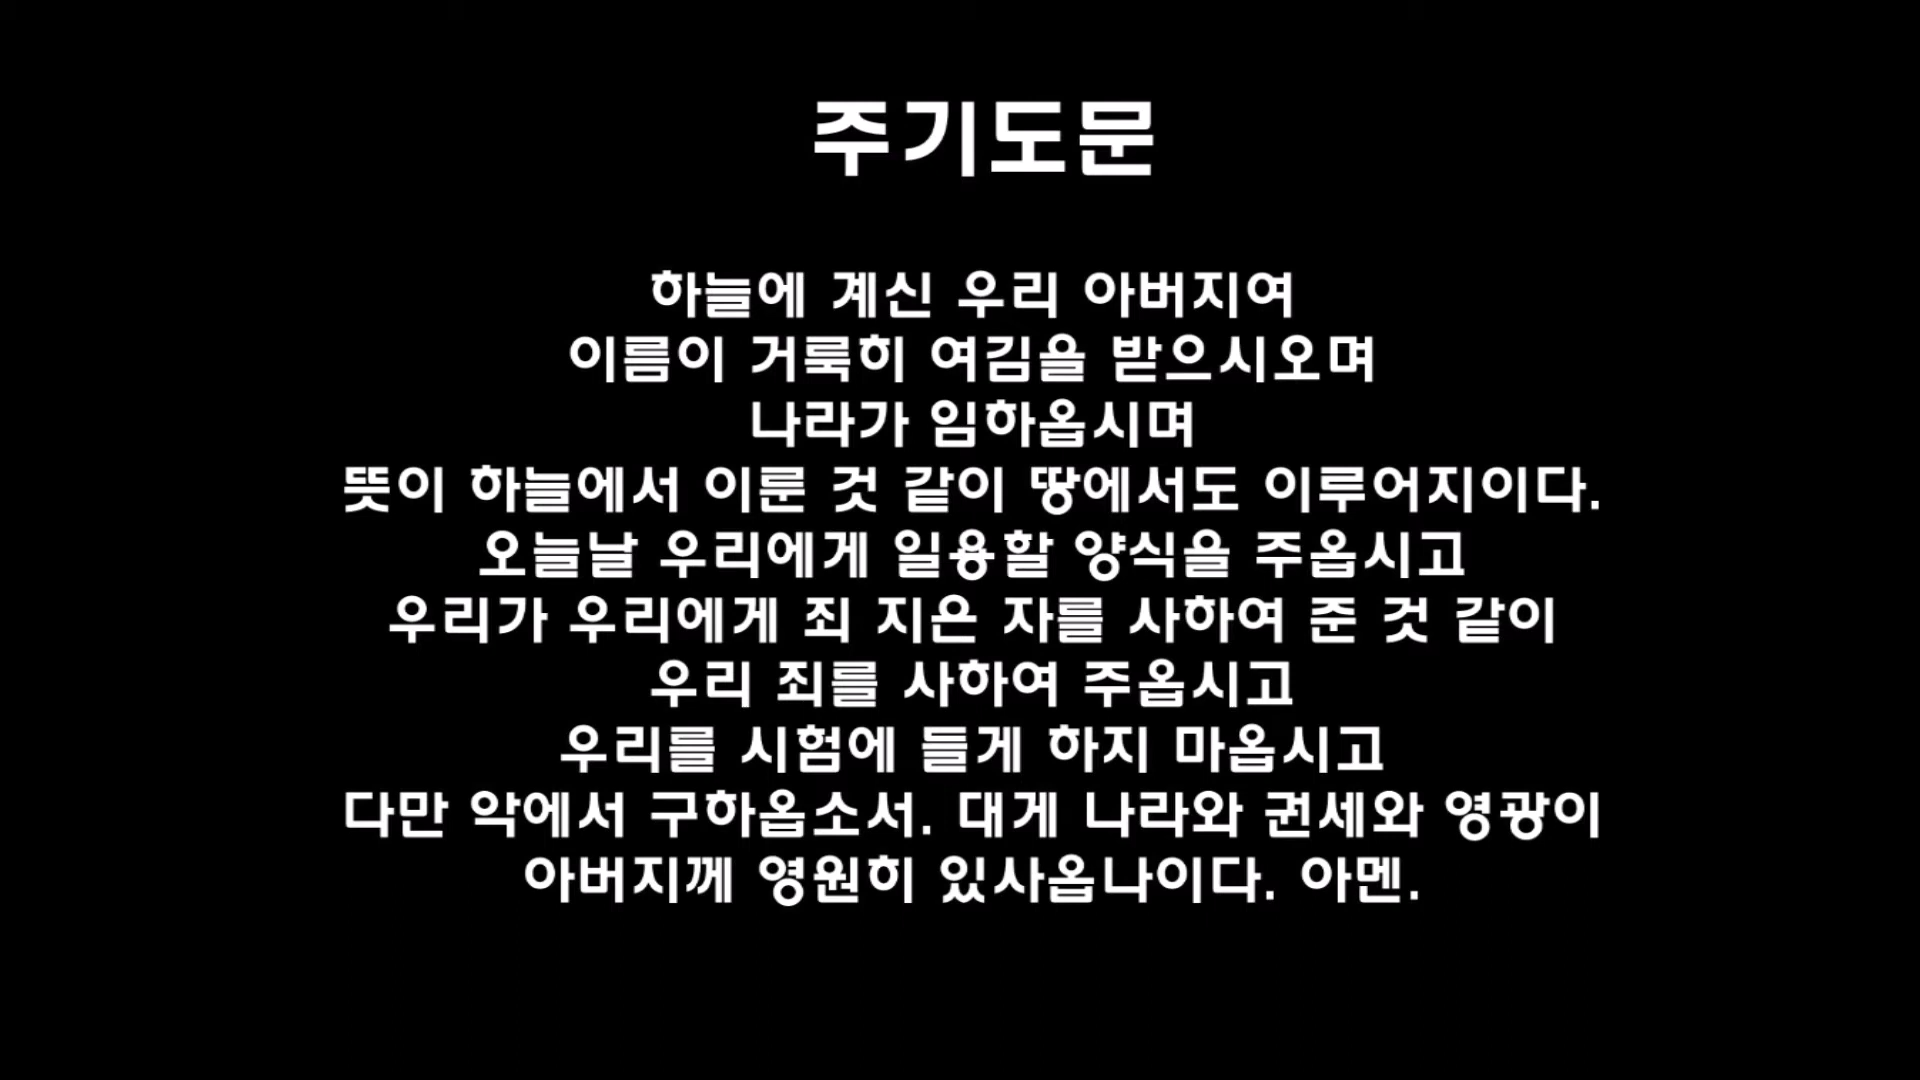 주기도문
하늘에 계신 우리 아버지여
이름이 거룩히 여김을 받으시오며
나라가 임하옵시며
뜻이 하늘에서 이룬 것 같이 땅에서도 이루어지이다.
오늘날 우리에게 일용할 양식을 주옵시고
우리가 우리에게 죄 지은 자를 사하여 준 것 같이
우리 죄를 사하여 주옵시고
우리를 시험에 들게 하지 마옵시고
다만 악에서 구하옵소서. 대게 나라와 권세와 영광이
아버지께 영원히 있사옵나이다. 아멘.